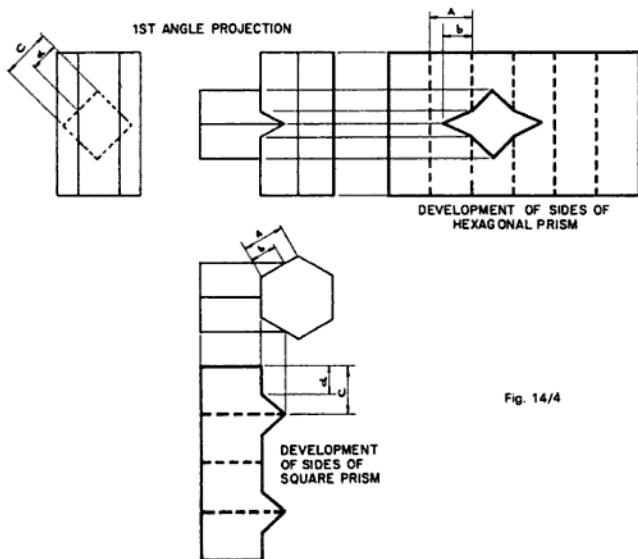 1ST ANGLE PROJECTION
C
d
A
b
DEVELOPMENT OF SIDES OF
HEXAGONAL PRISM
A
b
d
C
Fig. 14/4
DEVELOPMENT
OF SIDES OF
SQUARE PRISM